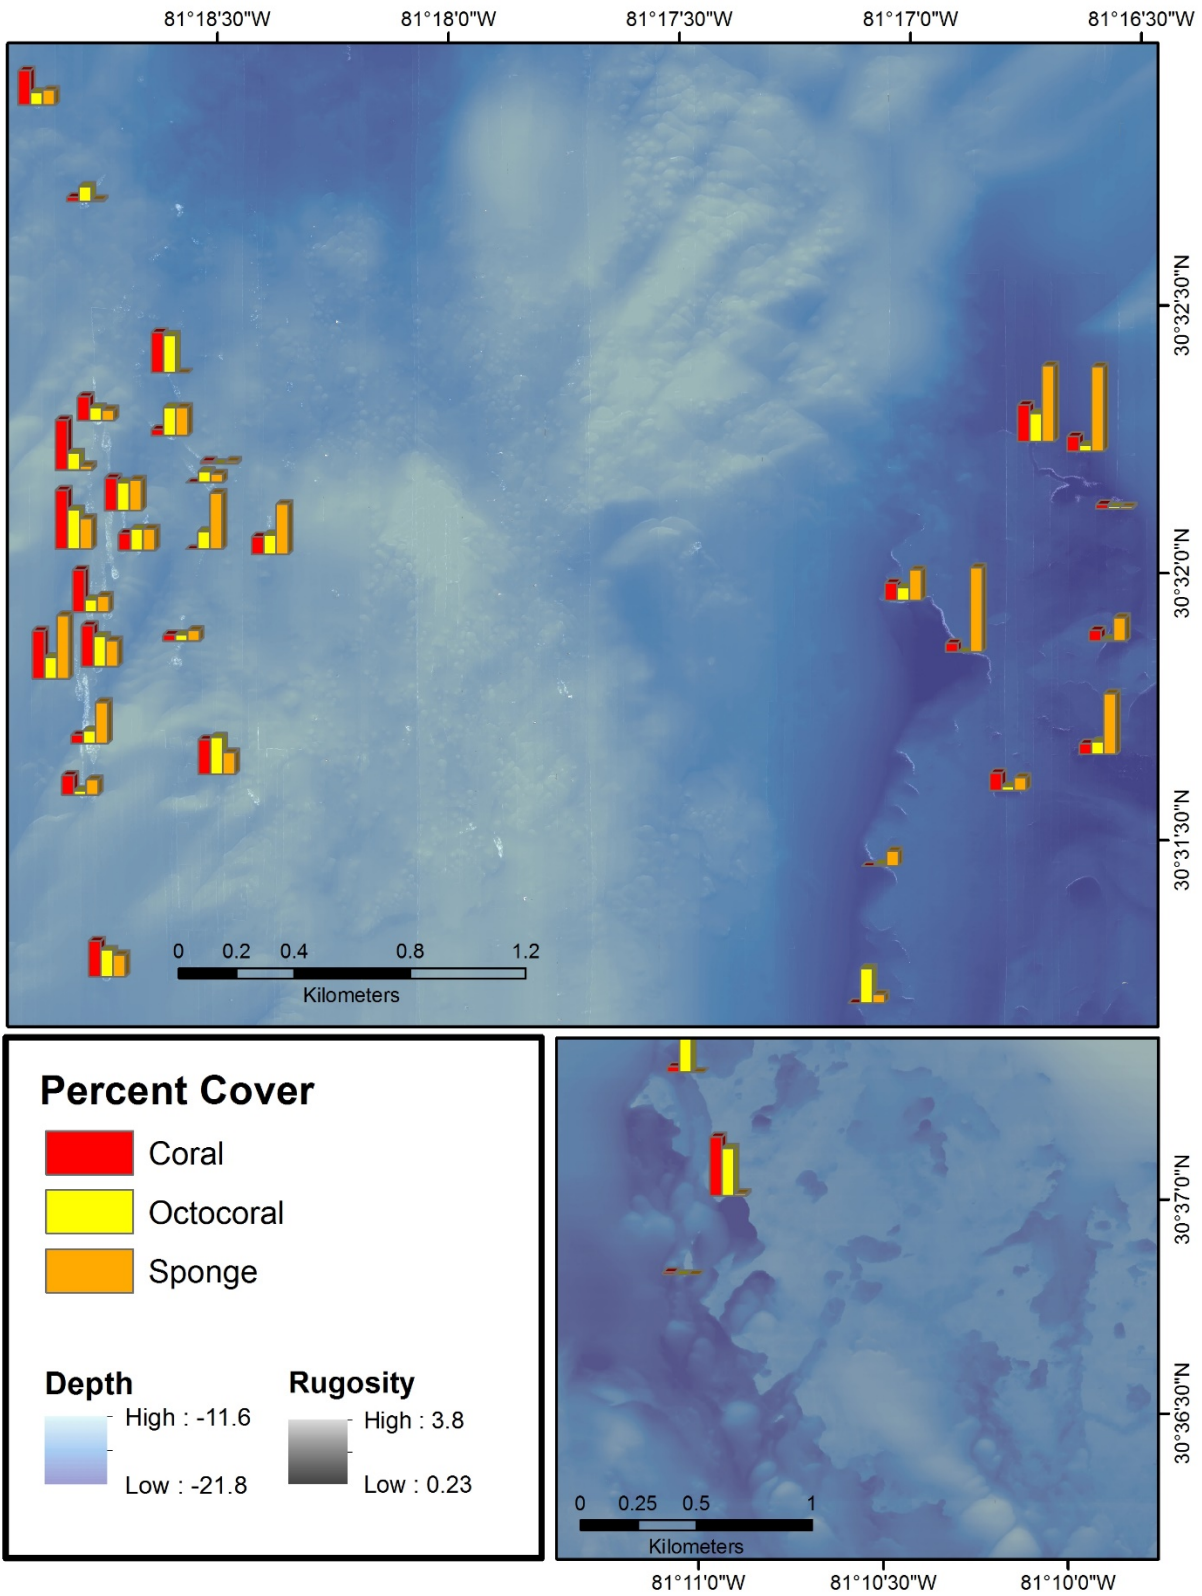 81°18'30"W 81°18'0"W 81°17'30"W 81°17'0"W 81°16'30"W
30°32'30"N
30°32'0"N
30°31'30"N
0 0.2 0.4 0.8 1.2
Kilometers
Percent Cover
Coral
Octocoral
Sponge
Depth
High : -11.6
Low : -21.8
Rugosity
High : 3.8
Low : 0.23
30°37'0"N
30°36'30"N
0 0.25 0.5 1
Kilometers
81°11'0"W 81°10'30"W 81°10'0"W